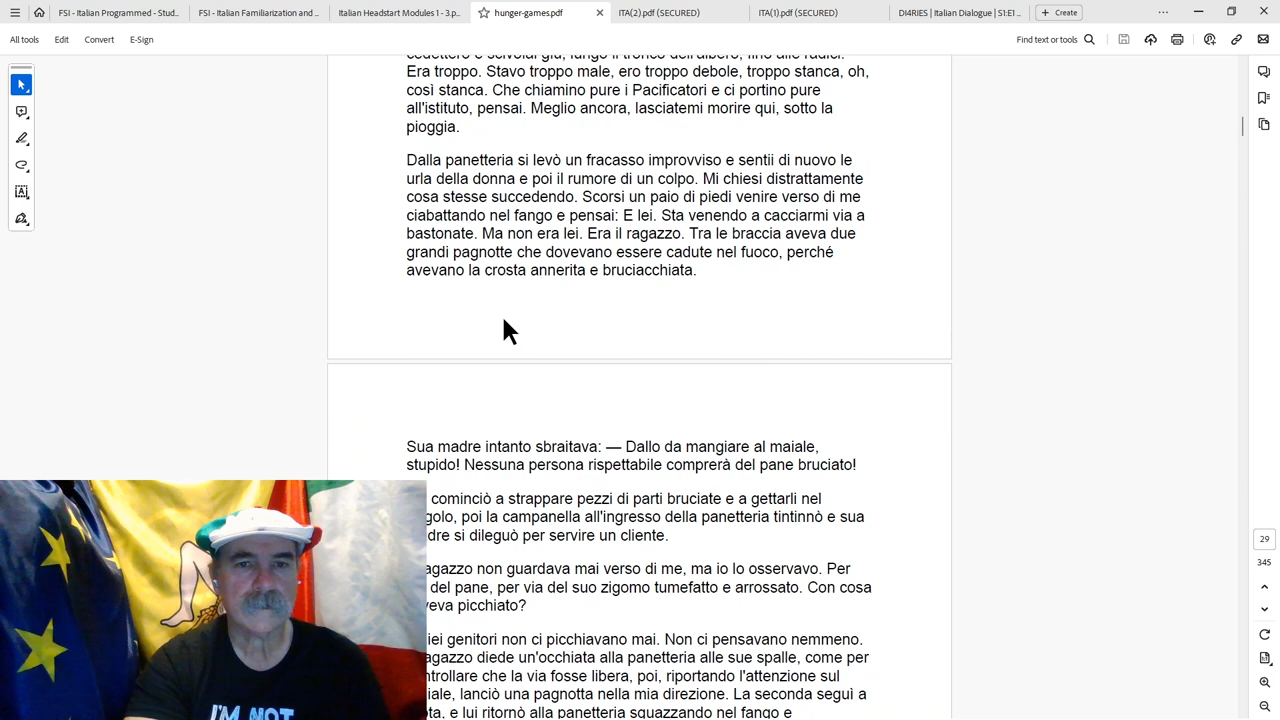 FSI - Italian Programmed - Stud...
FSI - Italian Familiarization and ...
Italian Headstart Modules 1 - 3.p...
hunger-games.pdf
ITA(2).pdf (SECURED)
ITA(1).pdf (SECURED)
DI4RIES | Italian Dialogue | S1:E1 ...
Create
All tools
Edit
Convert
E-Sign
Find text or tools
Era troppo. Stavo troppo male, ero troppo debole, troppo stanca, oh,
così stanca. Che chiamino pure i Pacificatori e ci portino pure
all'istituto, pensai. Meglio ancora, lasciatemi morire qui, sotto la
pioggia.
Dalla panetteria si levò un fracasso improvviso e sentii di nuovo le
urla della donna e poi il rumore di un colpo. Mi chiesi distrattamente
cosa stesse succedendo. Scorsi un paio di piedi venire verso di me
ciabattando nel fango e pensai: E lei. Sta venendo a cacciarmi via a
bastonate. Ma non era lei. Era il ragazzo. Tra le braccia aveva due
grandi pagnotte che dovevano essere cadute nel fuoco, perché
avevano la crosta annerita e bruciacchiata.
Sua madre intanto sbraitava: — Dallo da mangiare al maiale,
stupido! Nessuna persona rispettabile comprerà del pane bruciato!
cominciò a strappare pezzi di parti bruciate e a gettarli nel
golo, poi la campanella all'ingresso della panetteria tintinnò e sua
dre si dileguò per servire un cliente.
agazzo non guardava mai verso di me, ma io lo osservavo. Per
del pane, per via del suo zigomo tumefatto e arrossato. Con cosa
veva picchiato?
iei genitori non ci picchiavano mai. Non ci pensavano nemmeno.
agazzo diede un'occhiata alla panetteria alle sue spalle, come per
ntrollare che la via fosse libera, poi, riportando l'attenzione sul
iale, lanciò una pagnotta nella mia direzione. La seconda seguì a
ota, e lui ritornò alla panetteria sguazzando nel fango e
29
345
I'M NOT